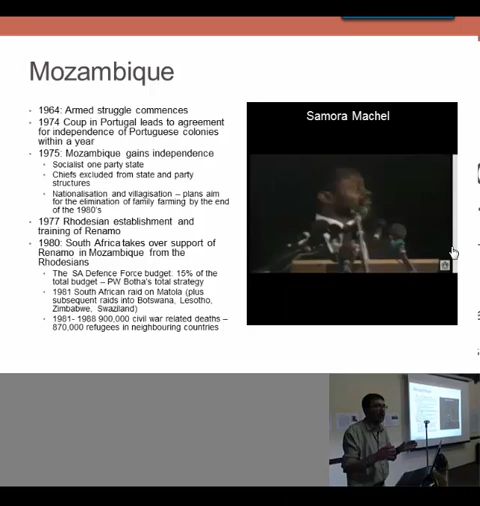 Mozambique
1964: Armed struggle commences
1974 Coup in Portugal leads to agreement
for independence of Portuguese colonies
within a year
1975: Mozambique gains independence
Socialist one party state
Chiefs excluded from state and party
structures
Nationalisation and villagisation – plans aim
for the elimination of family farming by the end
of the 1980's
1977 Rhodesian establishment and
training of Renamo
1980: South Africa takes over support of
Renamo in Mozambique from the
Rhodesians
The SA Defence Force budget: 15% of the
total budget – PW Botha's total strategy
1981 South African raid on Matola (plus
subsequent raids into Botswana, Lesotho,
Zimbabwe, Swaziland)
1981- 1988 900,000 civil war related deaths –
870,000 refugees in neighbouring countries
Samora Machel